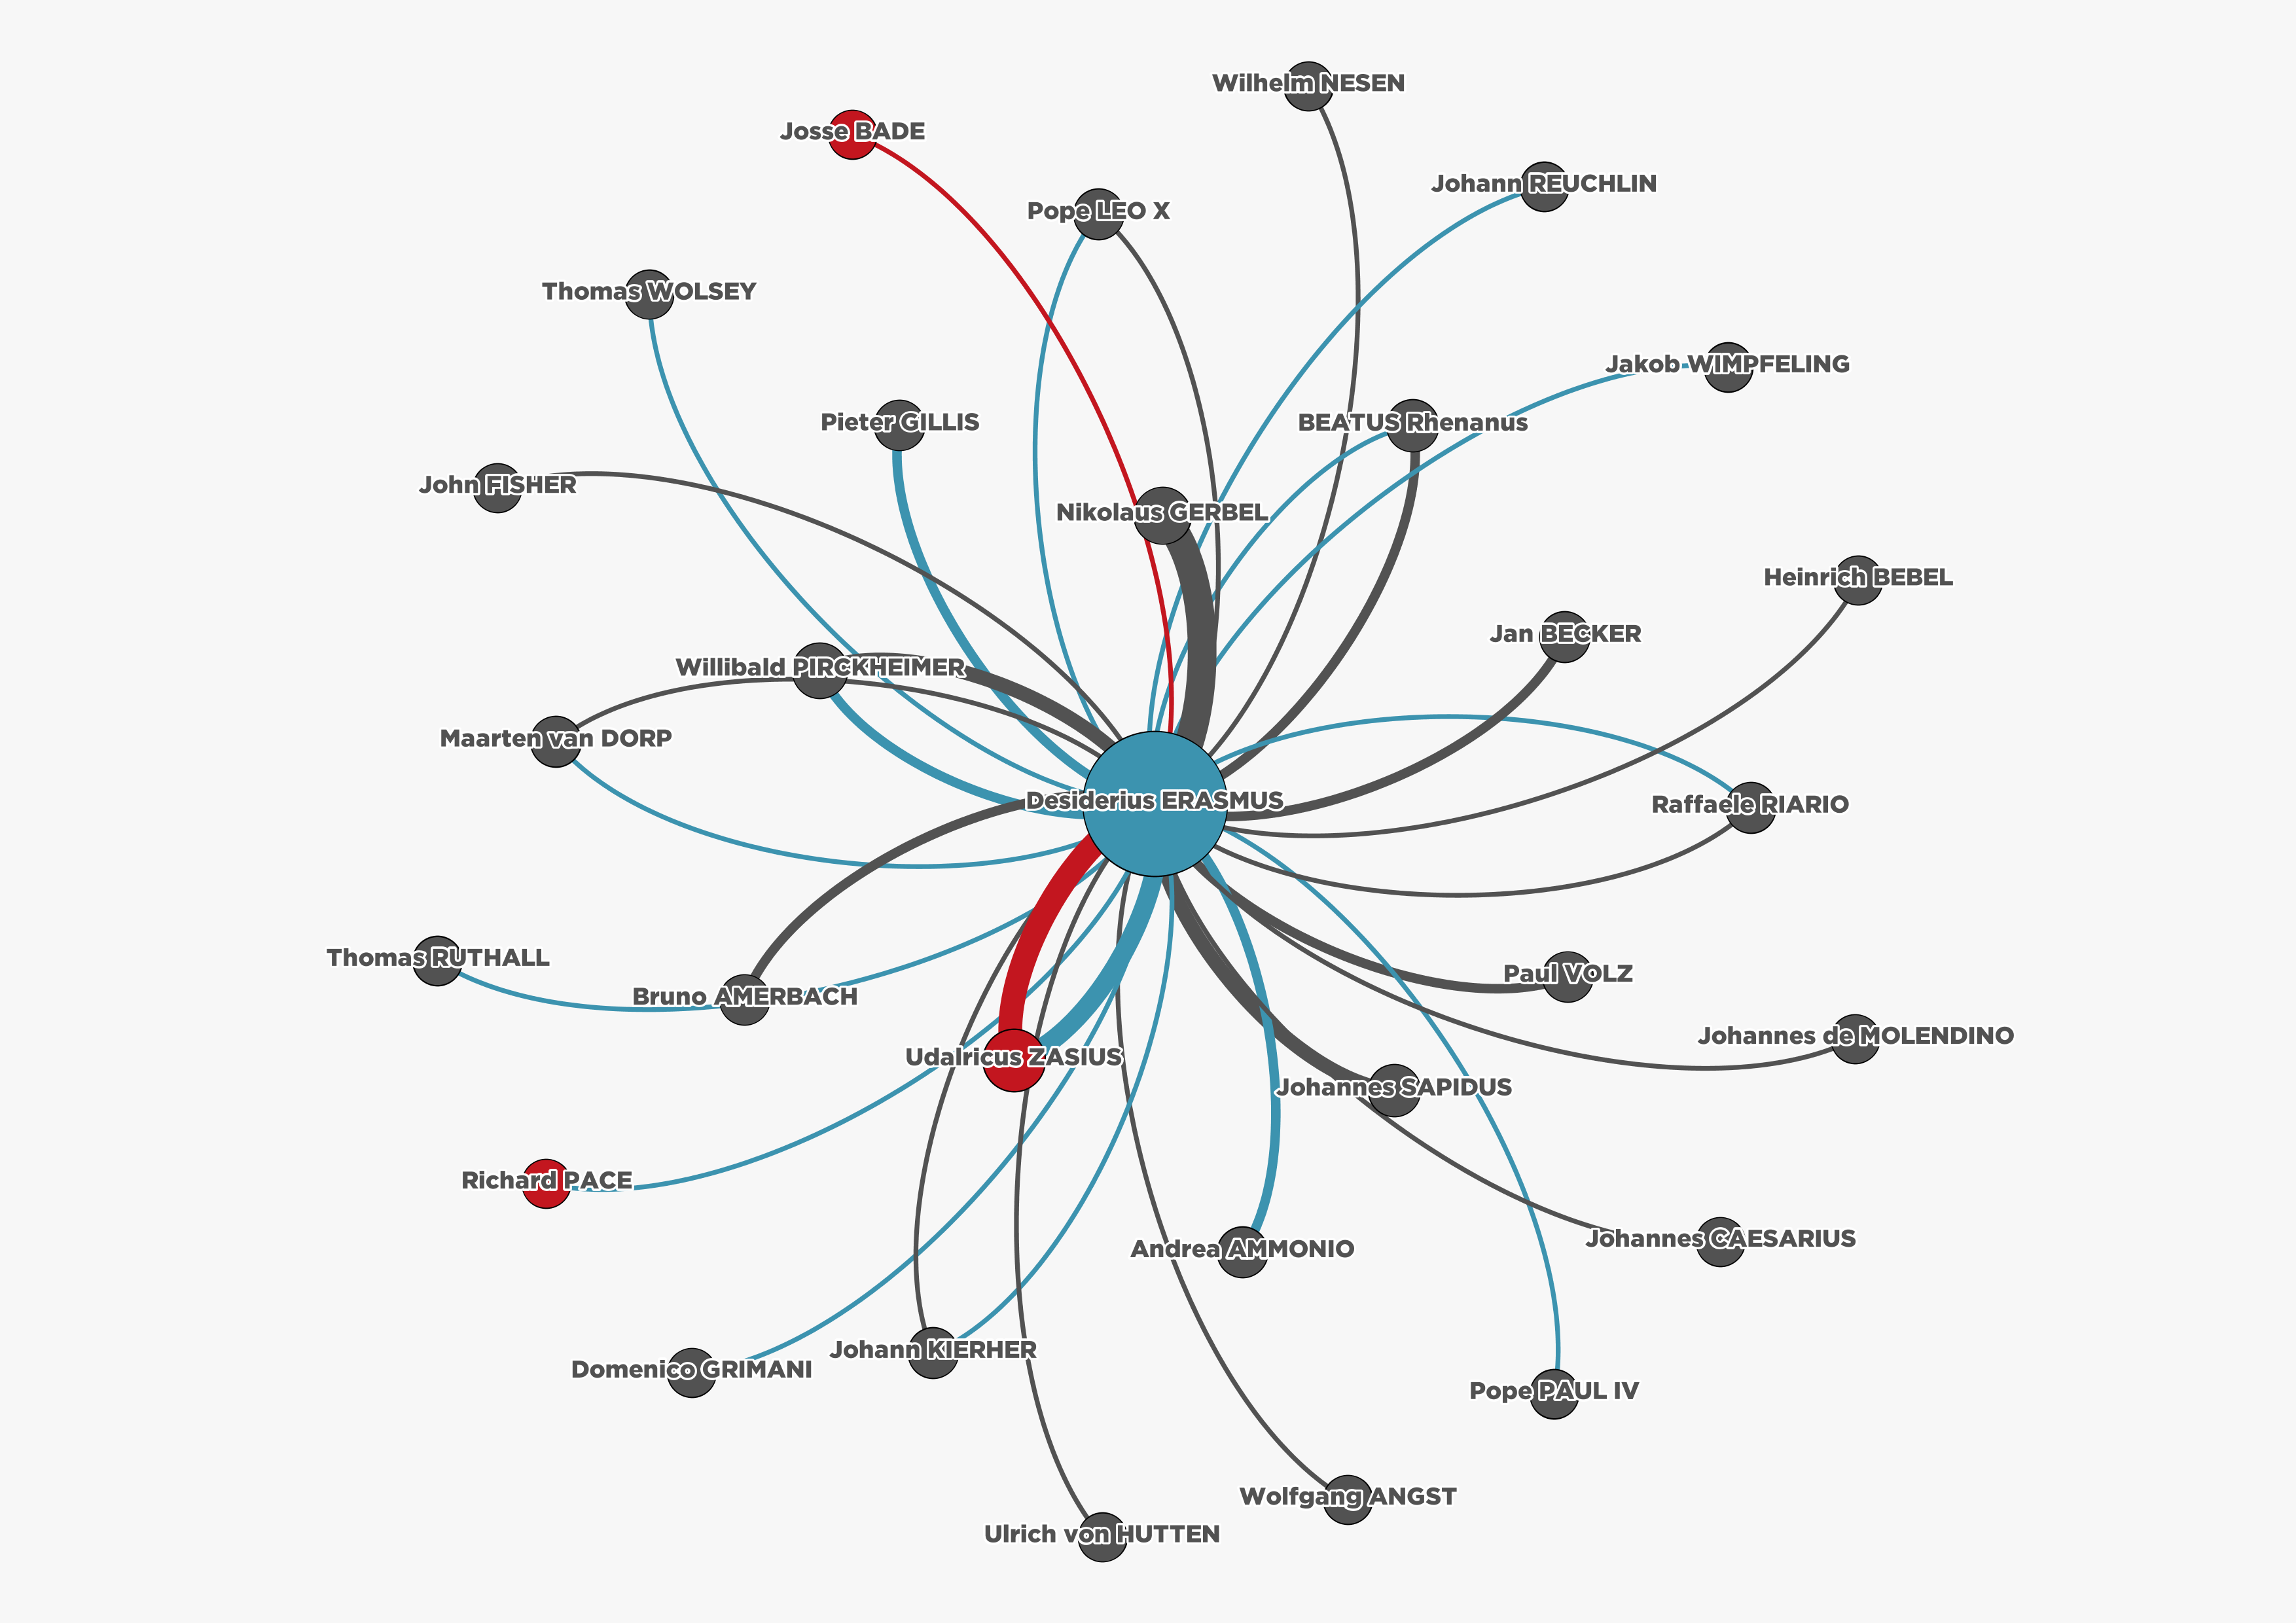 Wilhelm NESEN
Josse BADE
Johann REUCHLIN
Pope LEO X
Thomas WOLSEY
Jakob WIMPFELING
Pieter GILLIS
BEATUS Rhenanus
John FISHER
Nikolaus GERBEL
Heinrich BEBEL
Jan BECKER
Willibald PIRCKHEIMER
Maarten van DORP
Desiderius ERASMUS
Raffaele RIARIO
Thomas RUTHALL
Paul VOLZ
Bruno AMERBACH
Johannes de MOLENDINO
Udalricus ZASIUS
Johannes SAPIDUS
Richard PACE
Johannes CAESARIUS
Andrea AMMONIO
Johann KIERHER
Domenico GRIMANI
Pope PAUL IV
Wolfgang ANGST
Ulrich von HUTTEN